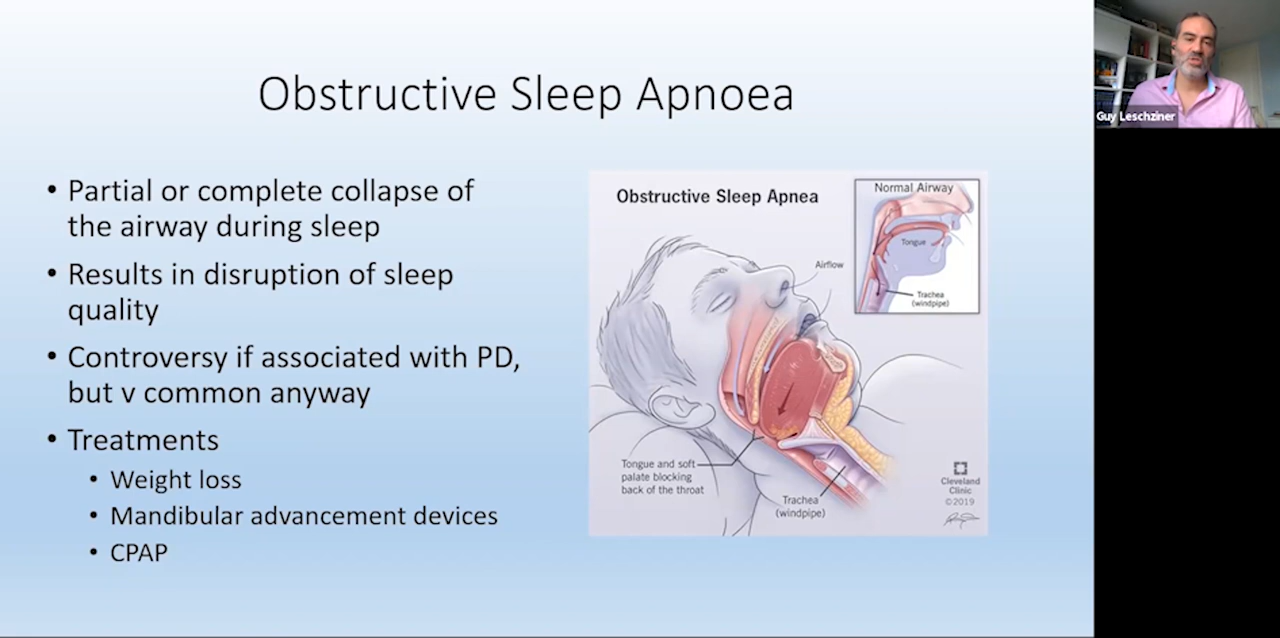 Obstructive Sleep Apnoea
• Partial or complete collapse of
the airway during sleep
• Results in disruption of sleep
quality
• Controversy if associated with PD,
but v common anyway
• Treatments
• Weight loss
• Mandibular advancement devices
• CPAP
Obstructive Sleep Apnea
Normal Airway
Tongue
Trachea
(windpipe)
Airflow
Tongue and soft
palate blocking
back of the throat
Trachea
(windpipe)
Cleveland
Clinic
©2019
Guy Leschziner